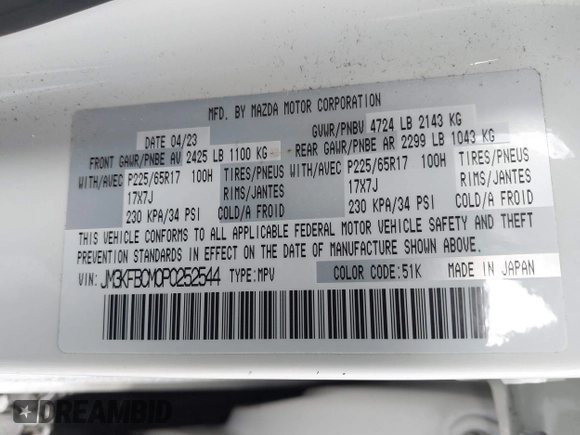 MFD. BY MAZDA MOTOR CORPORATION
DATE 04/23 GVWR/PNBV 4724 LB 2143 KG
FRONT GAWR/PNBE AV 2425 LB 1100 KG REAR GAWR/PNBE AR 2299 LB 1043 KG
WITH/AVEC P225/65R17 100H TIRES/PNEUS WITH/AVEC P225/65R17 100H TIRES/PNEUS
17X7J RIMS/JANTES 17X7J RIMS/JANTES
230 KPA/34 PSI COLD/A FROID 230 KPA/34 PSI COLD/A FROID
THIS VEHICLE CONFORMS TO ALL APPLICABLE FEDERAL MOTOR VEHICLE SAFETY AND THEFT
PREVENTION STANDARDS IN EFFECT ON THE DATE OF MANUFACTURE SHOWN ABOVE.
VIN: JM3KFBCM0P0252544 TYPE:MPV COLOR CODE:51K MADE IN JAPAN
DREAMBID